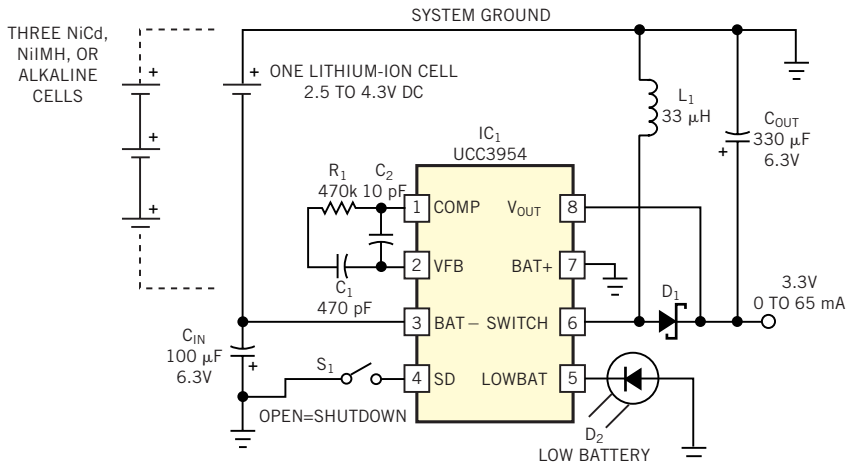 SYSTEM GROUND
THREE NiCd,
NiIMH, OR
ALKALINE
CELLS
+
+
+
+
ONE LITHIUM-ION CELL
2.5 TO 4.3V DC
L1
33 μH
COUT
330 μF
6.3V
+
IC1
UCC3954
R1
470k
C2
10 pF
C1
470 pF
1 COMP
2 VFB
3 BAT–
4 SD
VOUT 8
BAT+ 7
SWITCH 6
LOWBAT 5
D1
3.3V
0 TO 65 mA
CIN
100 μF
6.3V
+
S1
OPEN=SHUTDOWN
D2
LOW BATTERY